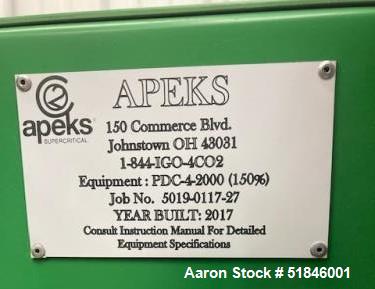 APEKS
apeks
SUPERCRITICAL
150 Commerce Blvd.
Johnstown OH 43031
1-844-IGO-4CO2
Equipment : PDC-4-2000 (150%)
Job No. 5019-0117-27
YEAR BUILT: 2017
Consult Instruction Manual For Detailed
Equipment Specifications
Aaron Stock # 51846001